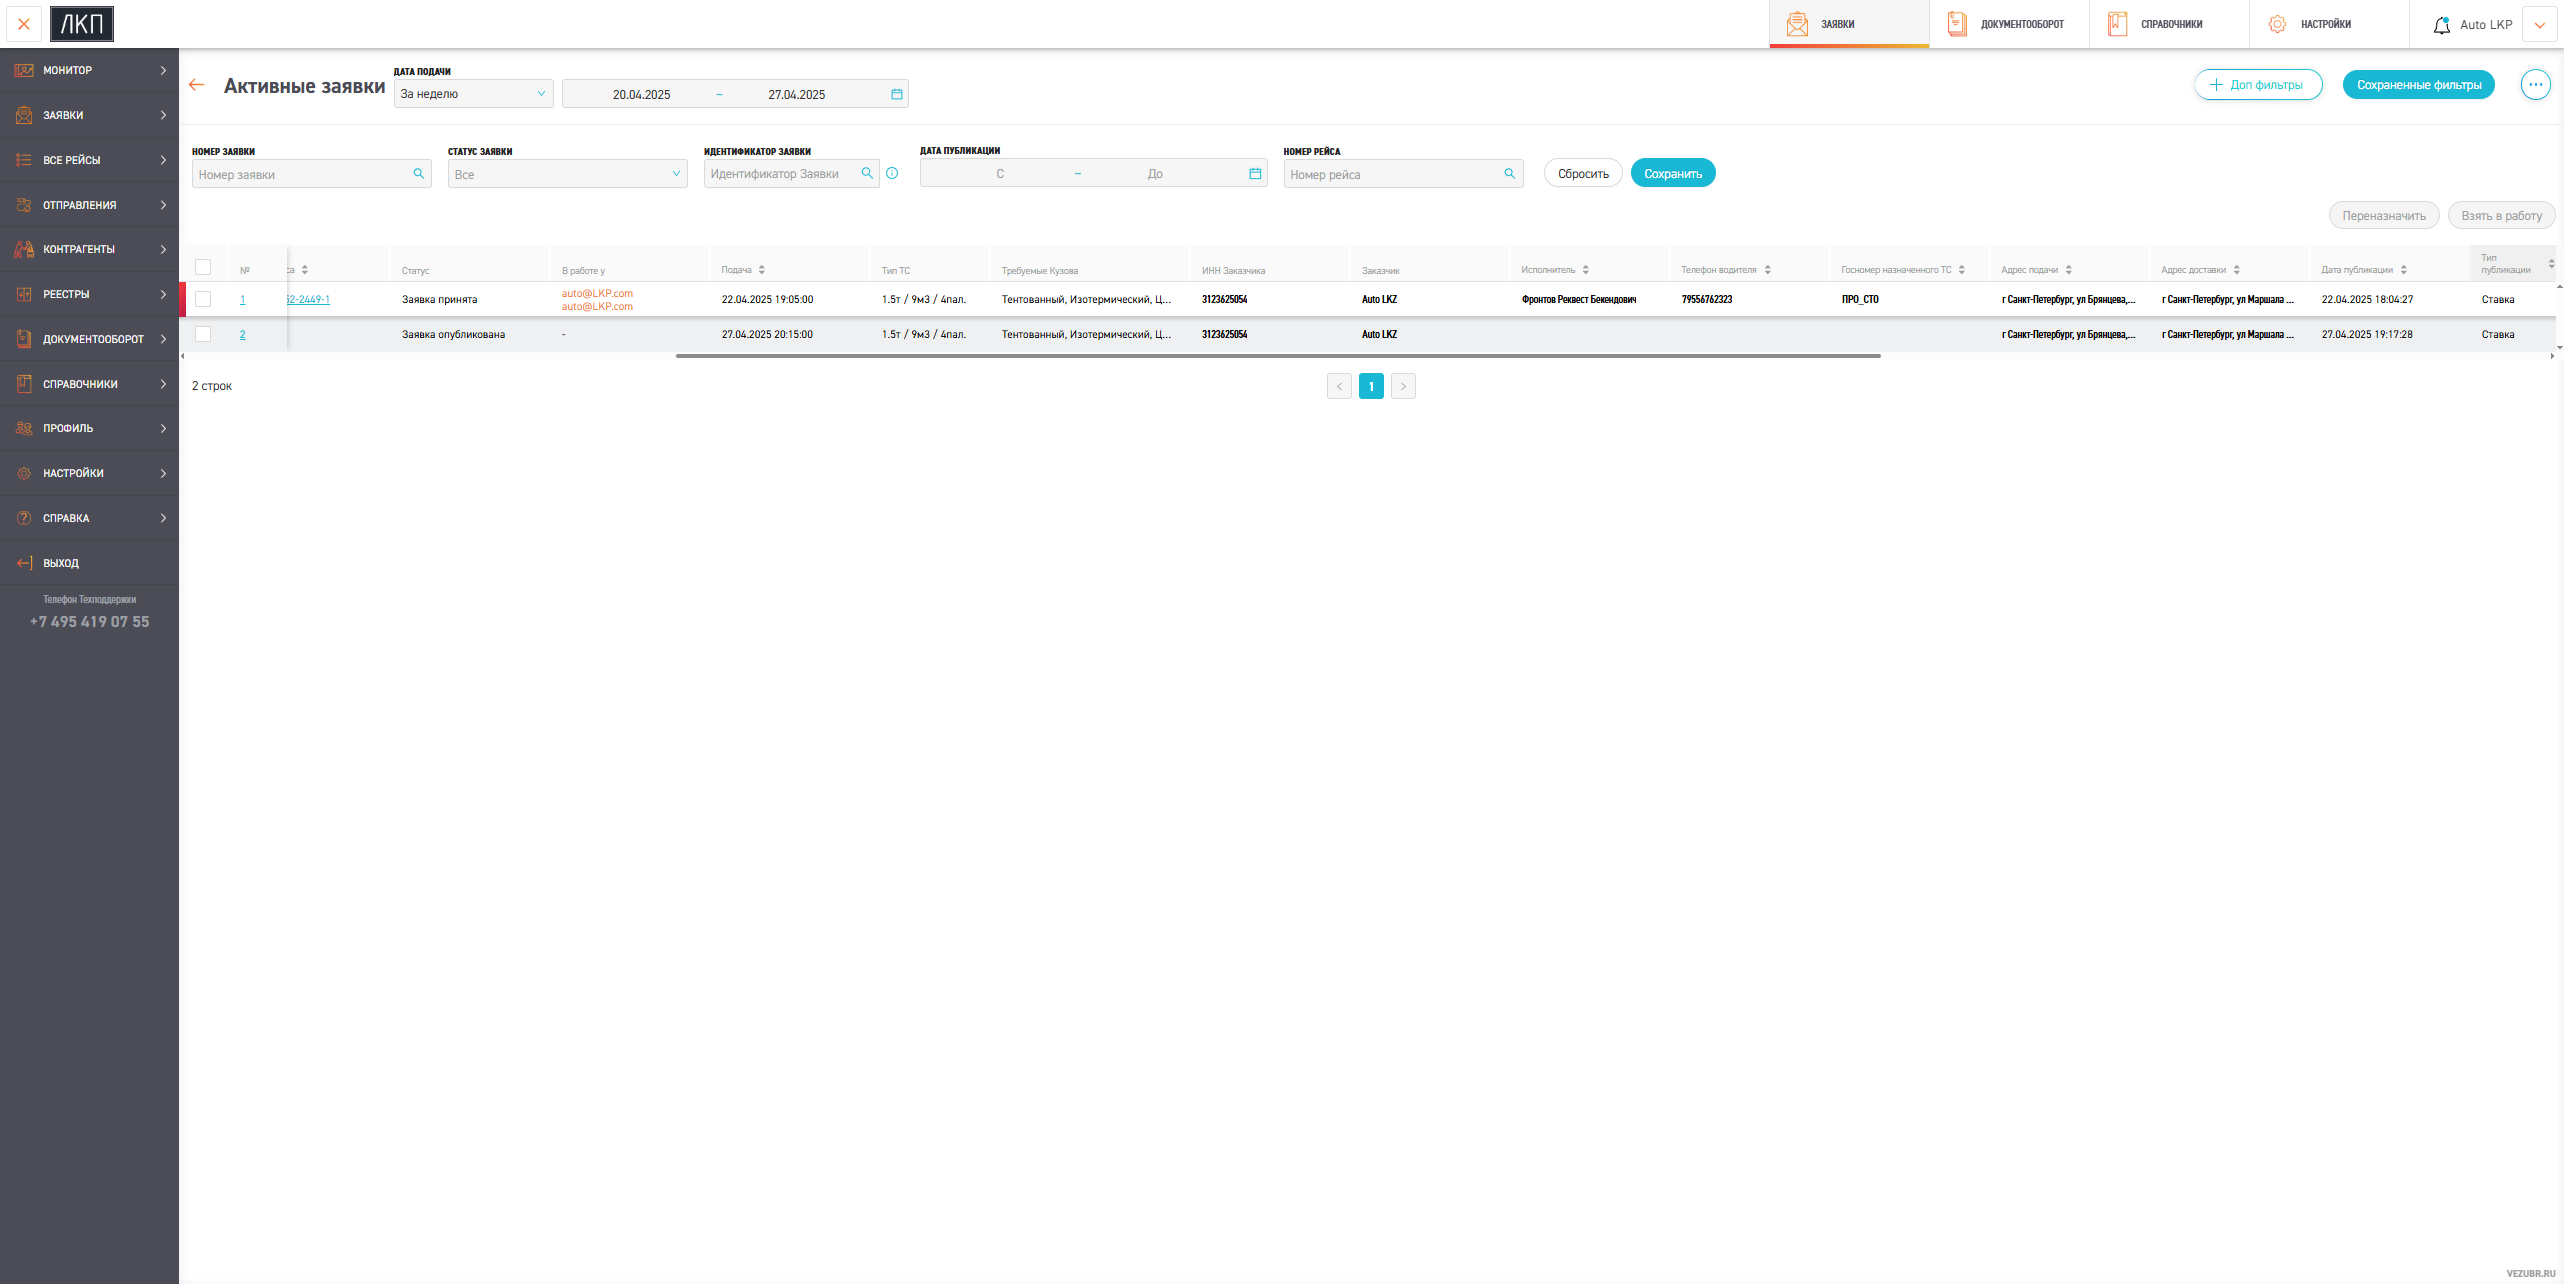 ЛКП
ЗАЯВКИ
ДОКУМЕНТООБОРОТ
СПРАВОЧНИКИ
НАСТРОЙКИ
Auto LKP
МОНИТОР
ЗАЯВКИ
ВСЕ РЕЙСЫ
ОТПРАВЛЕНИЯ
КОНТРАГЕНТЫ
РЕЕСТРЫ
ДОКУМЕНТООБОРОТ
СПРАВОЧНИКИ
ПРОФИЛЬ
НАСТРОЙКИ
СПРАВКА
ВЫХОД
Телефон Техподдержки
+7 495 419 07 55
Активные заявки
ДАТА ПОДАЧИ
За неделю
20.04.2025 ~ 27.04.2025
+ Доп фильтры
Сохраненные фильтры
НОМЕР ЗАЯВКИ
Номер заявки
СТАТУС ЗАЯВКИ
Все
ИДЕНТИФИКАТОР ЗАЯВКИ
Идентификатор Заявки
ДАТА ПУБЛИКАЦИИ
С ~ До
НОМЕР РЕЙСА
Номер рейса
Сбросить
Сохранить
Переназначить
Взять в работу
№ са Статус В работе у Подача Тип ТС Требуемые Кузова ИНН Заказчика Заказчик Исполнитель Телефон водителя Госномер назначенного ТС Адрес подачи Адрес доставки Дата публикации Тип публикации
1 52-2449-1 Заявка принята auto@LKP.com auto@LKP.com 22.04.2025 19:05:00 1.5т / 9м3 / 4пал. Тентованный, Изотермический, Ц... 3123625054 Auto LKZ Фронтов Реквест Бекендович 79556762323 ПРО_СТО г Санкт-Петербург, ул Брянцева,... г Санкт-Петербург, ул Маршала ... 22.04.2025 18:04:27 Ставка
2 Заявка опубликована - 27.04.2025 20:15:00 1.5т / 9м3 / 4пал. Тентованный, Изотермический, Ц... 3123625054 Auto LKZ г Санкт-Петербург, ул Брянцева,... г Санкт-Петербург, ул Маршала ... 27.04.2025 19:17:28 Ставка
2 строк
< 1 >
VEZUBR.RU